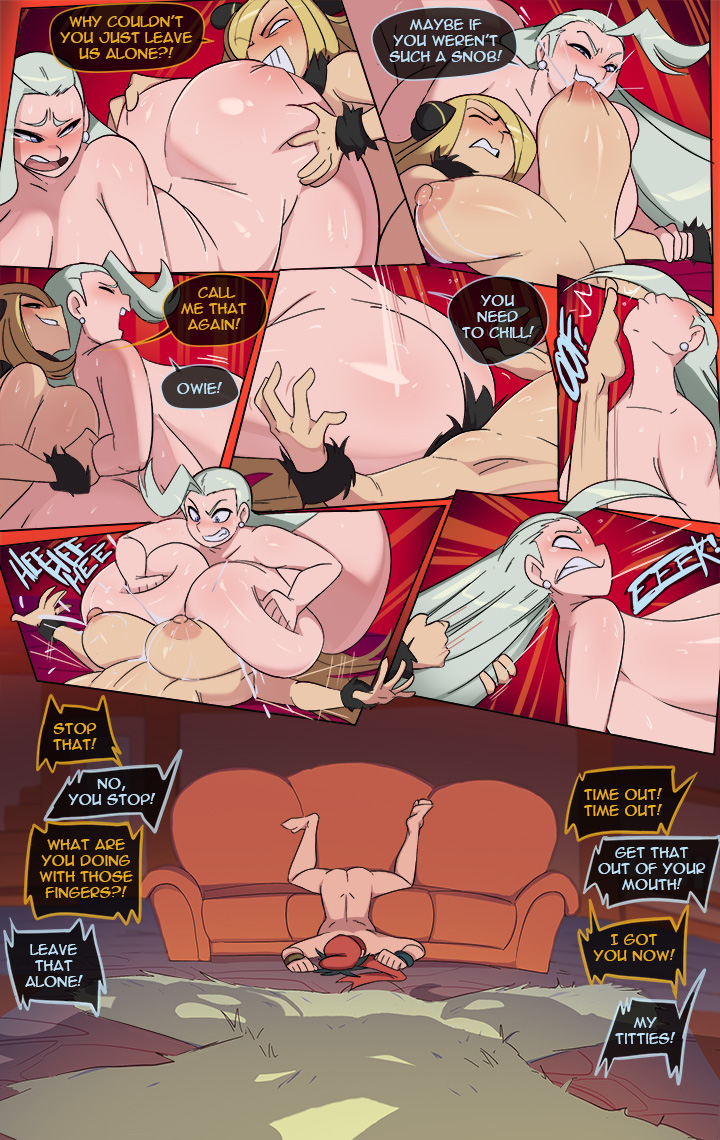 WHY COULDN'T
YOU JUST LEAVE
US ALONE?!
MAYBE IF
YOU WEREN'T
SUCH A SNOB!
CALL
ME THAT
AGAIN!
OWIE!
YOU
NEED
TO CHILL!
OOF!
HEE HEE
HEE!
EEEK!
STOP
THAT!
NO,
YOU STOP!
WHAT ARE
YOU DOING
WITH THOSE
FINGERS?!
LEAVE
THAT
ALONE!
TIME OUT!
TIME OUT!
GET THAT
OUT OF YOUR
MOUTH!
I GOT
YOU NOW!
MY
TITTIES!